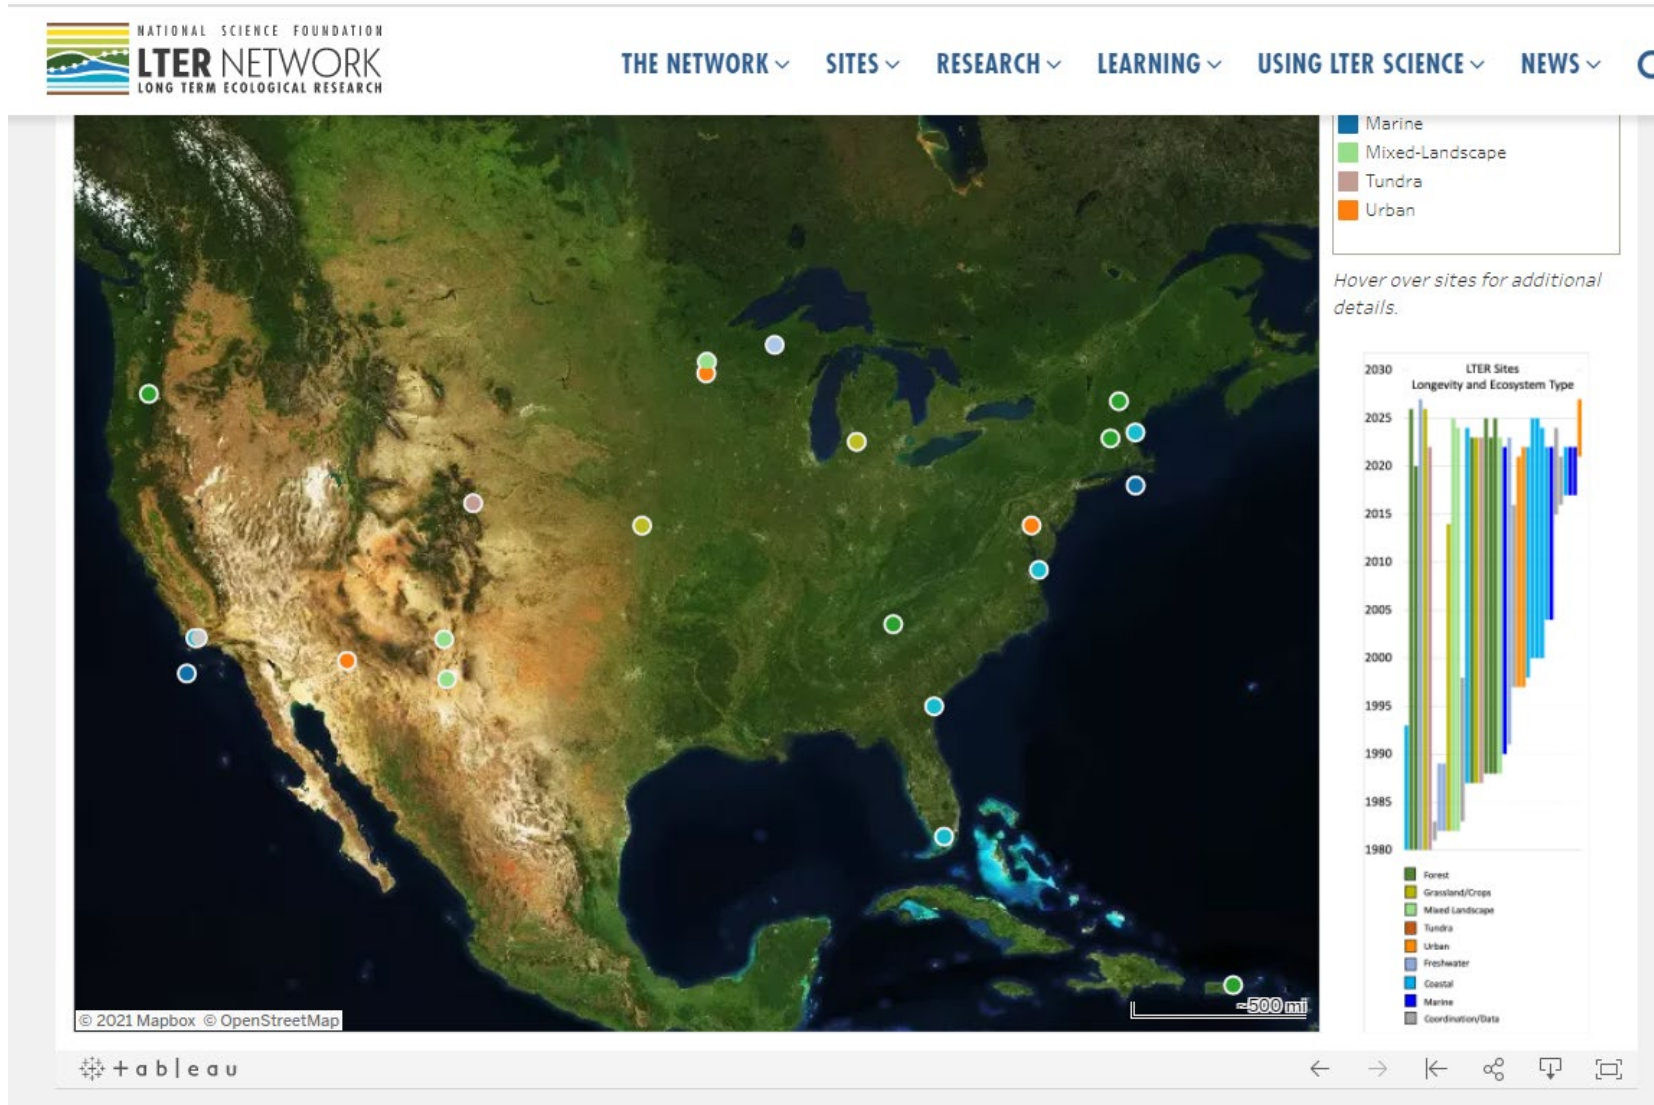 NATIONAL SCIENCE FOUNDATION
LTER NETWORK
LONG TERM ECOLOGICAL RESEARCH
THE NETWORK
SITES
RESEARCH
LEARNING
USING LTER SCIENCE
NEWS
Marine
Mixed-Landscape
Tundra
Urban
Hover over sites for additional
details.
LTER Sites
Longevity and Ecosystem Type
2030
2025
2020
2015
2010
2005
2000
1995
1990
1985
1980
Forest
Grassland/Crops
Mixed Landscape
Tundra
Urban
Freshwater
Coastal
Marine
Coordination/Data
~500 mi
© 2021 Mapbox © OpenStreetMap
+ableau